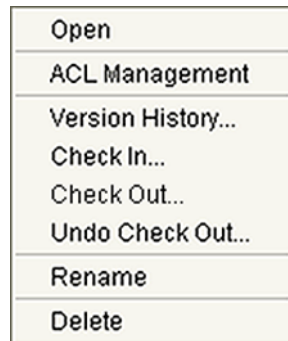 Open
ACL Management
Version History...
Check In...
Check Out...
Undo Check Out...
Rename
Delete